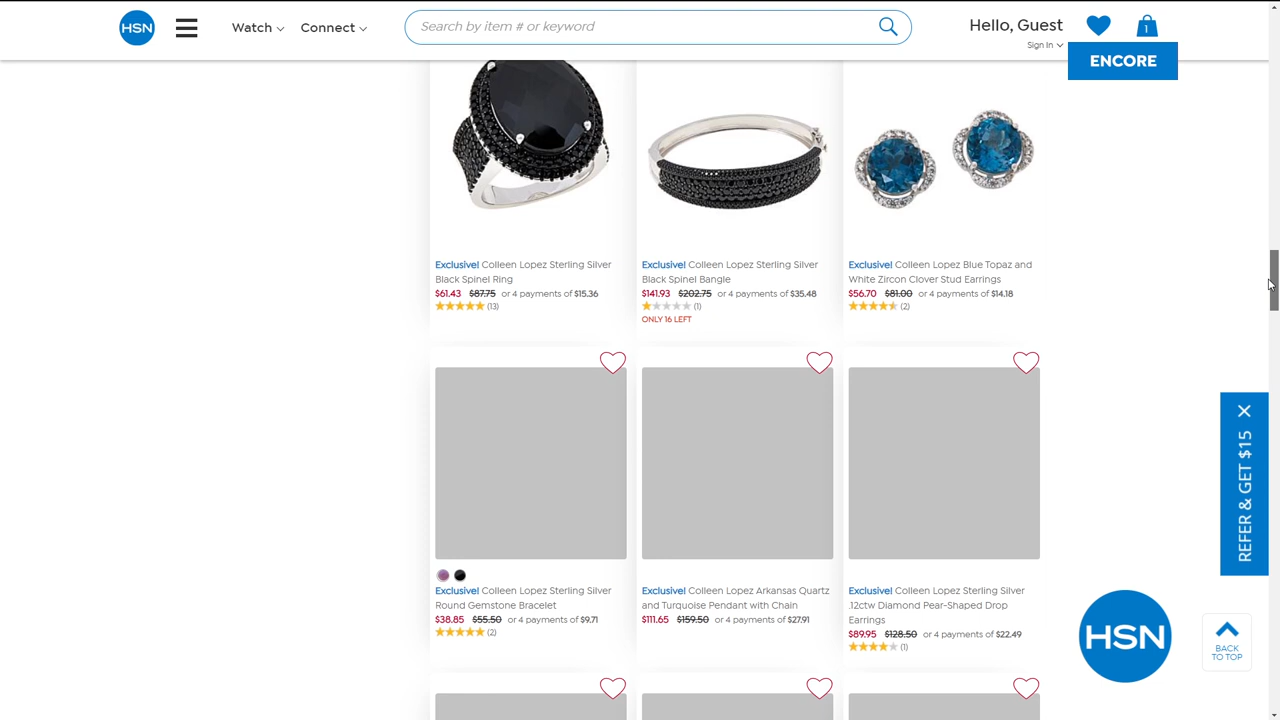 HSN
Watch
Connect
Search by item # or keyword
Hello, Guest
Sign In
1
ENCORE
Exclusive! Colleen Lopez Sterling Silver
Black Spinel Ring
$61.43 $87.75 or 4 payments of $15.36
(13)
Exclusive! Colleen Lopez Sterling Silver
Black Spinel Bangle
$141.93 $202.75 or 4 payments of $35.48
(1)
ONLY 16 LEFT
Exclusive! Colleen Lopez Blue Topaz and
White Zircon Clover Stud Earrings
$56.70 $81.00 or 4 payments of $14.18
(2)
Exclusive! Colleen Lopez Sterling Silver
Round Gemstone Bracelet
$38.85 $55.50 or 4 payments of $9.71
(2)
Exclusive! Colleen Lopez Arkansas Quartz
and Turquoise Pendant with Chain
$111.65 $159.50 or 4 payments of $27.91
Exclusive! Colleen Lopez Sterling Silver
.12ctw Diamond Pear-Shaped Drop
Earrings
$89.95 $128.50 or 4 payments of $22.49
(1)
REFER & GET $15
HSN
BACK
TO TOP